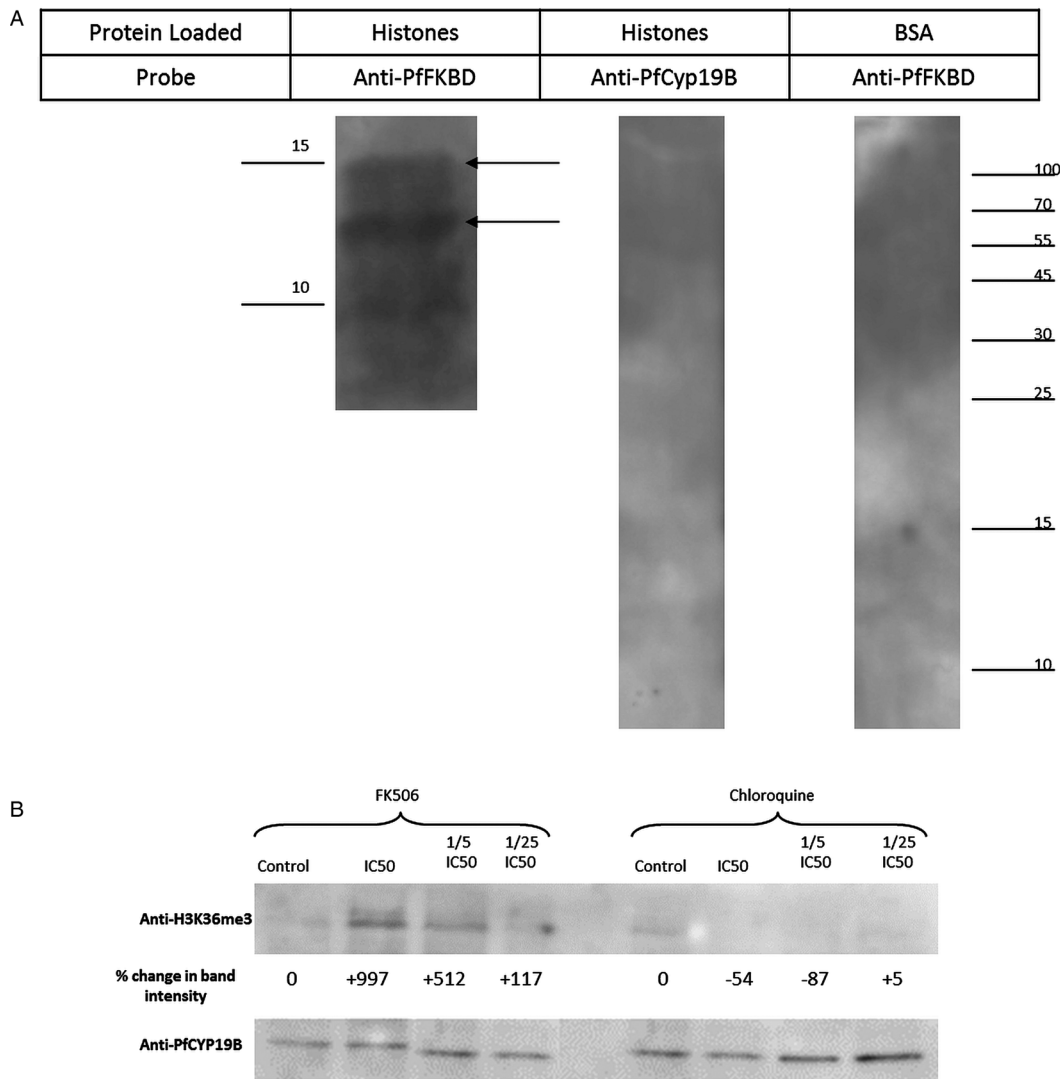 A
Protein Loaded Histones Histones BSA
Probe Anti-PfFKBD Anti-PfCyp19B Anti-PfFKBD
15
10
100
70
55
45
30
25
15
10
B
FK506 Chloroquine
Control IC50 1/5 IC50 1/25 IC50 Control IC50 1/5 IC50 1/25 IC50
Anti-H3K36me3
% change in band intensity 0 +997 +512 +117 0 -54 -87 +5
Anti-PfCYP19B